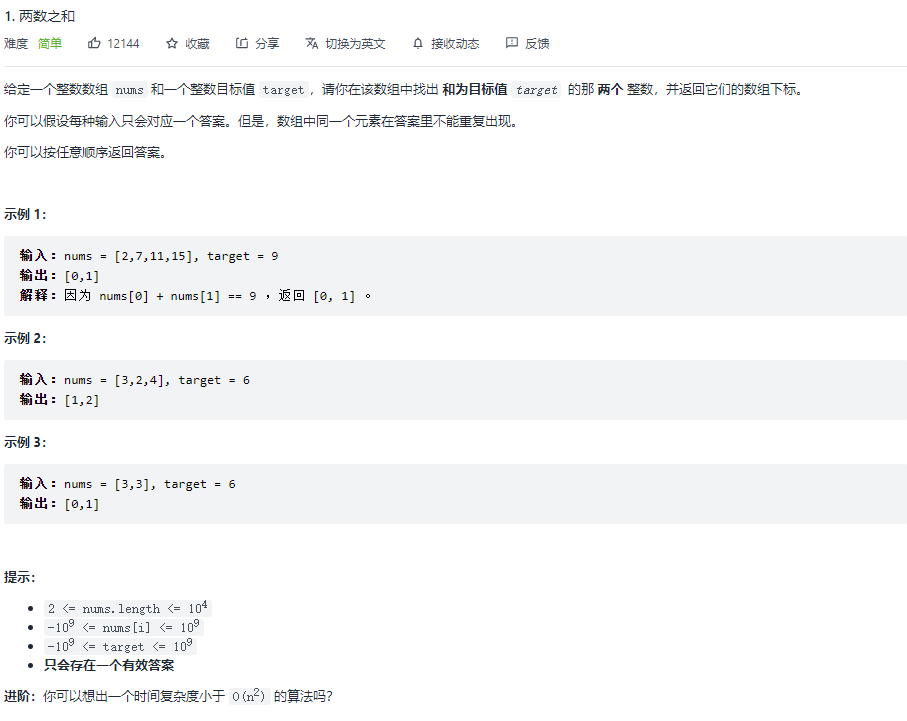 1. 两数之和
难度 简单 12144 收藏 分享 切换为英文 接收动态 反馈
给定一个整数数组 nums 和一个整数目标值 target ，请你在该数组中找出 和为目标值 target 的那 两个 整数，并返回它们的数组下标。
你可以假设每种输入只会对应一个答案。但是，数组中同一个元素在答案里不能重复出现。
你可以按任意顺序返回答案。
示例 1：
输入：nums = [2,7,11,15], target = 9
输出：[0,1]
解释：因为 nums[0] + nums[1] == 9 ，返回 [0, 1] 。
示例 2：
输入：nums = [3,2,4], target = 6
输出：[1,2]
示例 3：
输入：nums = [3,3], target = 6
输出：[0,1]
提示：
• 2 <= nums.length <= 10⁴
• -10⁹ <= nums[i] <= 10⁹
• -10⁹ <= target <= 10⁹
• 只会存在一个有效答案
进阶：你可以想出一个时间复杂度小于 O(n²) 的算法吗？